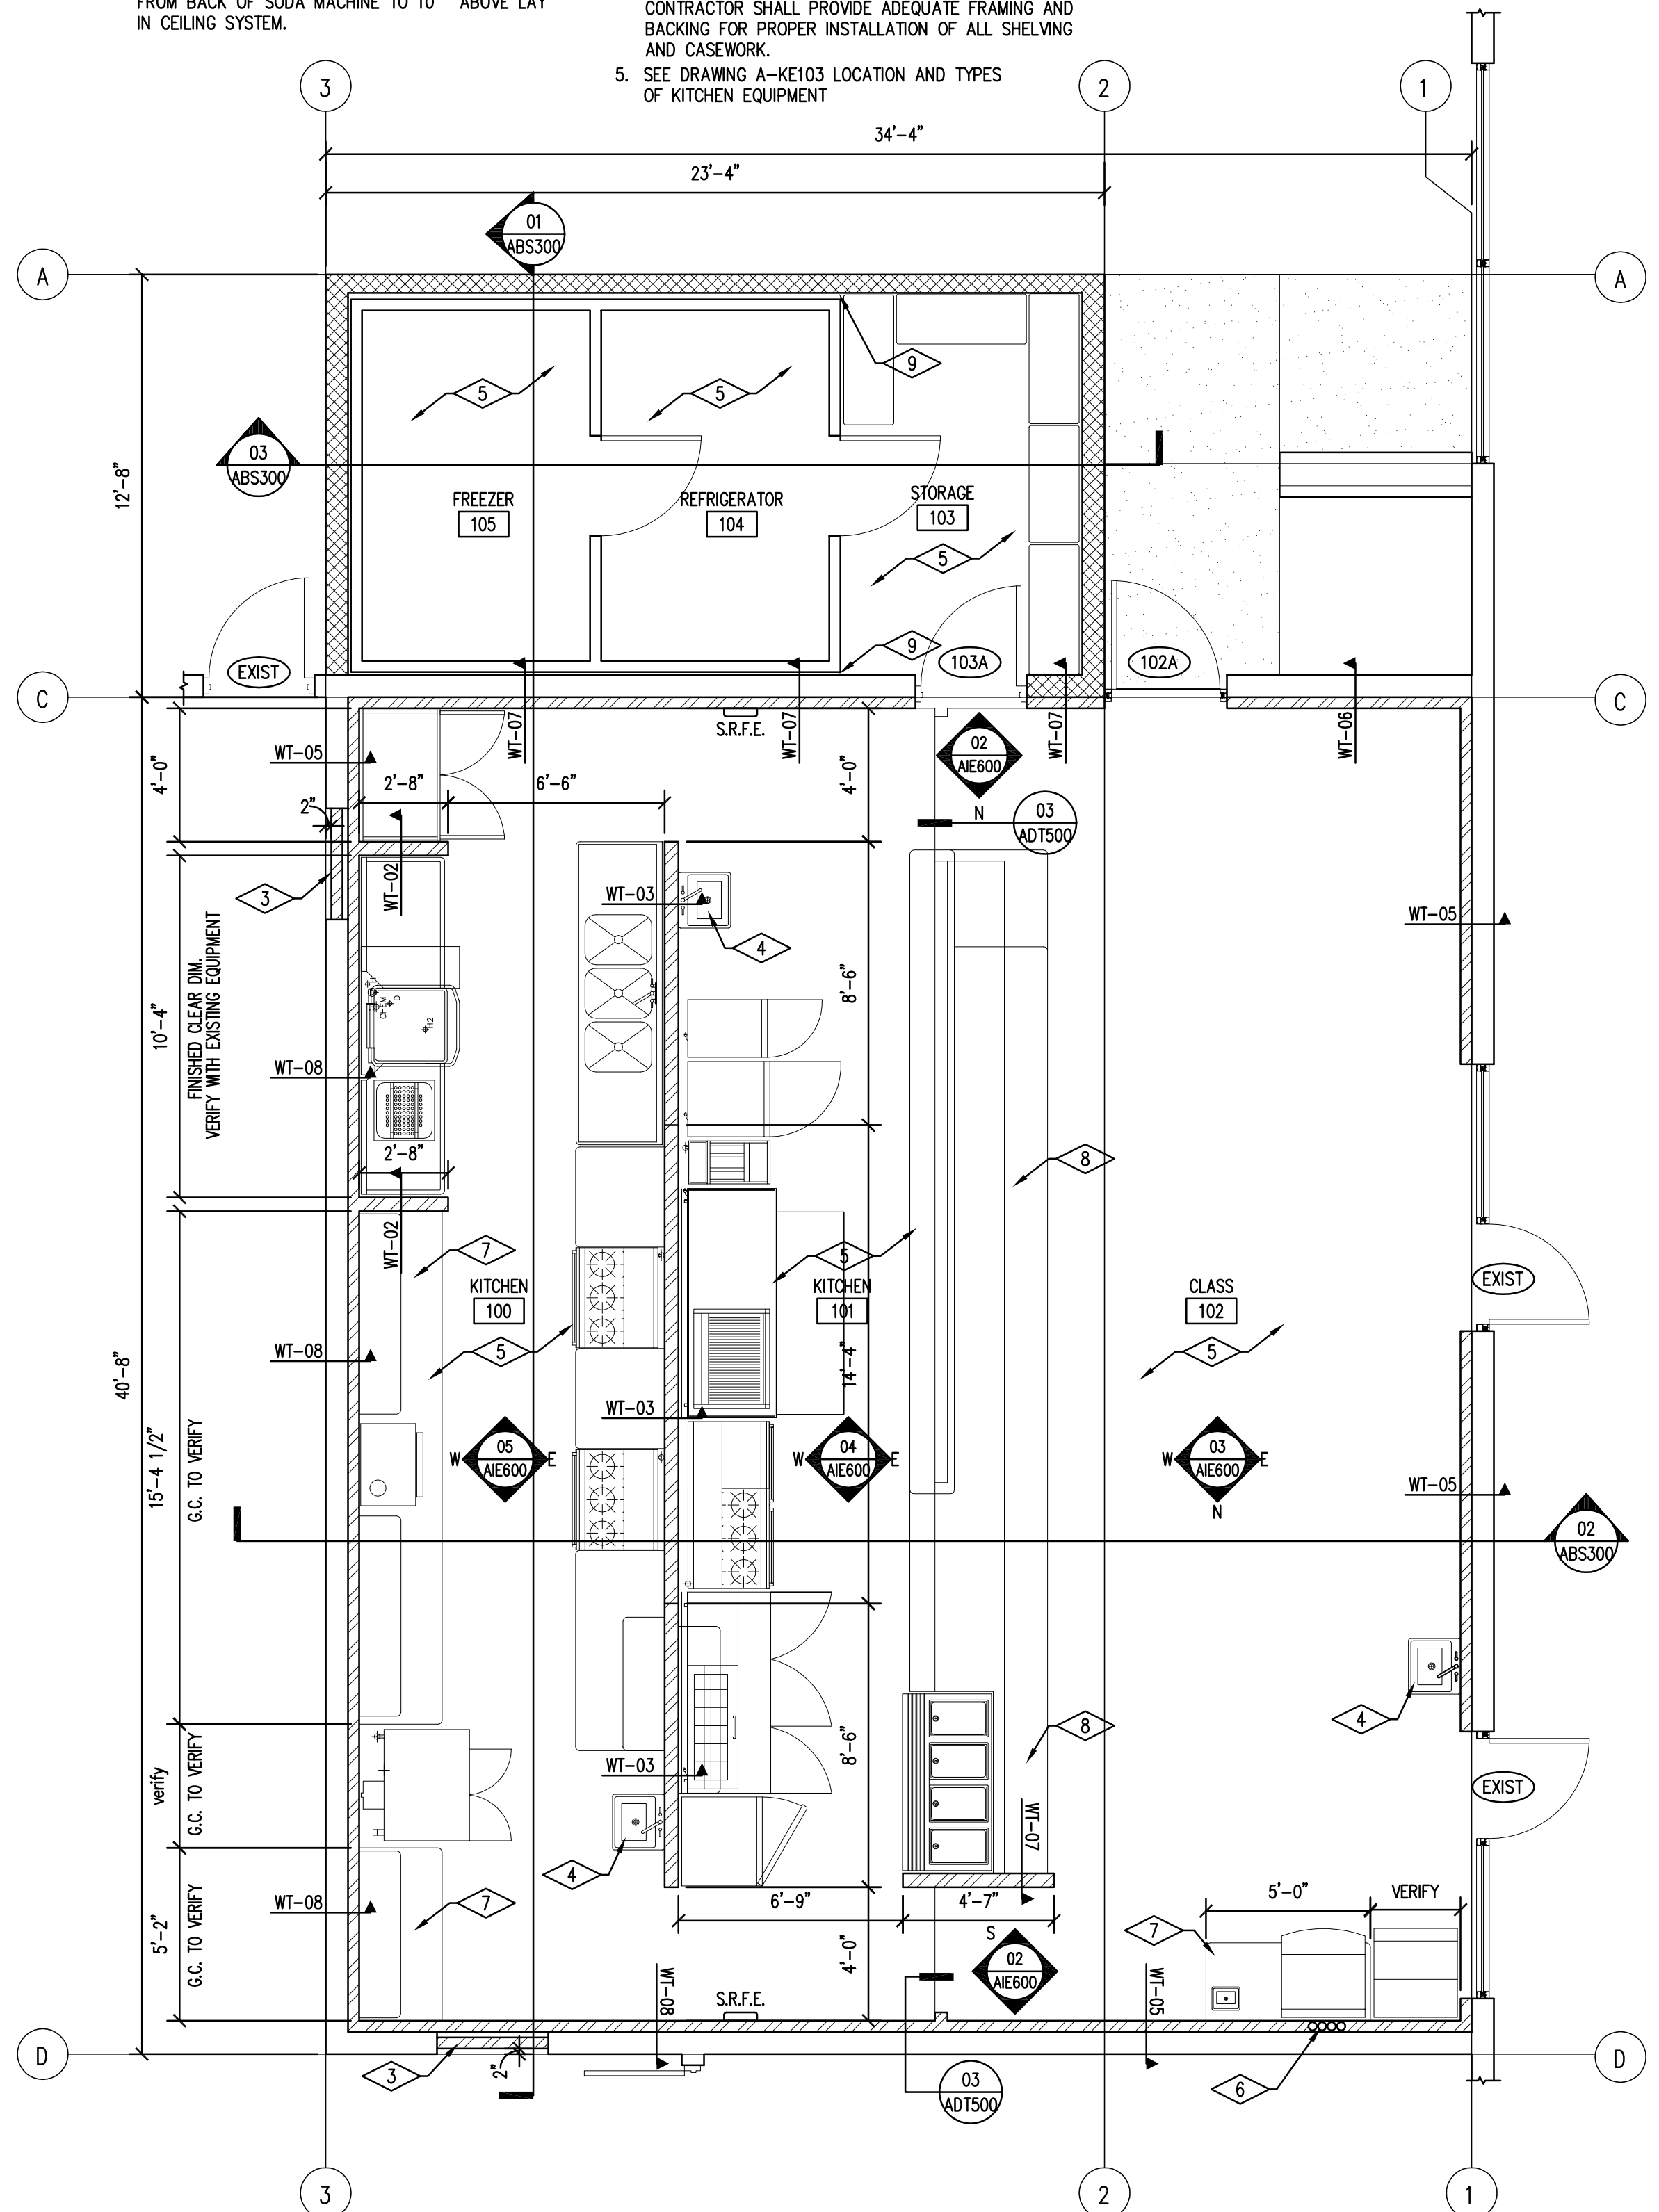 FROM BACK OF SODA MACHINE TO 10" ABOVE LAY
IN CEILING SYSTEM.
CONTRACTOR SHALL PROVIDE ADEQUATE FRAMING AND
BACKING FOR PROPER INSTALLATION OF ALL SHELVING
AND CASEWORK.
5. SEE DRAWING A-KE103 LOCATION AND TYPES
OF KITCHEN EQUIPMENT
3
2
1
34'-4"
23'-4"
01
ABS300
A
A
9
5
5
03
ABS300
12'-8"
FREEZER
105
REFRIGERATOR
104
STORAGE
103
5
9
EXIST
103A
102A
C
C
WT-07
S.R.F.E.
WT-07
WT-07
WT-06
02
AIE600
N
WT-05
4'-0"
2'-8"
6'-6"
4'-0"
2"
03
ADT500
3
WT-02
WT-03
4
WT-05
FINISHED CLEAR DIM.
VERIFY WITH EXISTING EQUIPMENT
10'-4"
8'-6"
H1
CHEM
D
H2
WT-08
2'-8"
8
WT-02
7
5
KITCHEN
100
KITCHEN
101
CLASS
102
EXIST
5
5
WT-08
14'-4"
40'-8"
WT-03
15'-4 1/2"
G.C. TO VERIFY
W
05
AIE600
E
W
04
AIE600
E
W
03
AIE600
E
N
WT-05
02
ABS300
4
8
8'-6"
WT-03
verify
G.C. TO VERIFY
EXIST
WT-07
4
7
WT-08
6'-9"
4'-7"
5'-0"
VERIFY
7
5'-2"
G.C. TO VERIFY
S
02
AIE600
4'-0"
WT-08
S.R.F.E.
WT-05
D
D
3
2"
03
ADT500
6
3
2
1